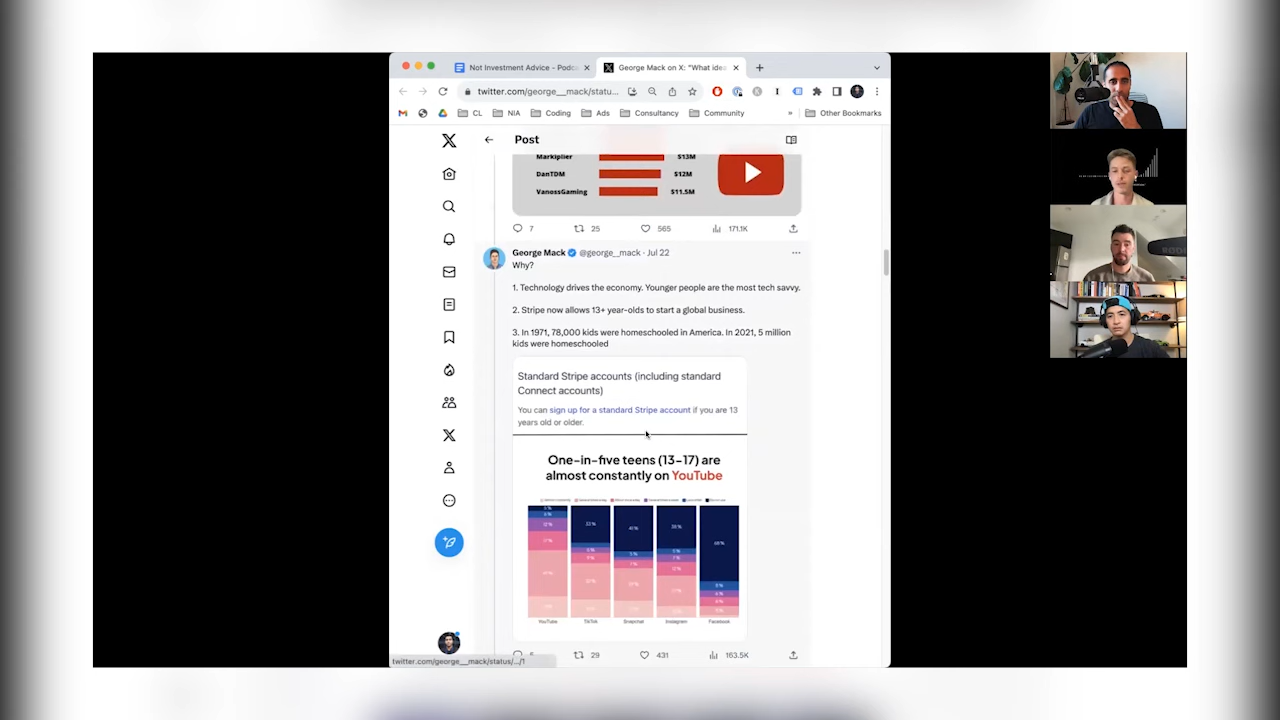 Not Investment Advice - Podca
George Mack on X: "What idea
twitter.com/george__mack/statu...
CL
NIA
Coding
Ads
Consultancy
Community
»
Other Bookmarks
Post
Markiplier $13M
DanTDM $12M
VanossGaming $11.5M
7 25 565 171.1K
George Mack @george__mack · Jul 22
Why?
1. Technology drives the economy. Younger people are the most tech savvy.
2. Stripe now allows 13+ year-olds to start a global business.
3. In 1971, 78,000 kids were homeschooled in America. In 2021, 5 million
kids were homeschooled
Standard Stripe accounts (including standard
Connect accounts)
You can sign up for a standard Stripe account if you are 13
years old or older.
One-in-five teens (13-17) are
almost constantly on YouTube
YouTube TikTok Snapchat Instagram Facebook
29 431 163.5K
twitter.com/george__mack/status/.../1